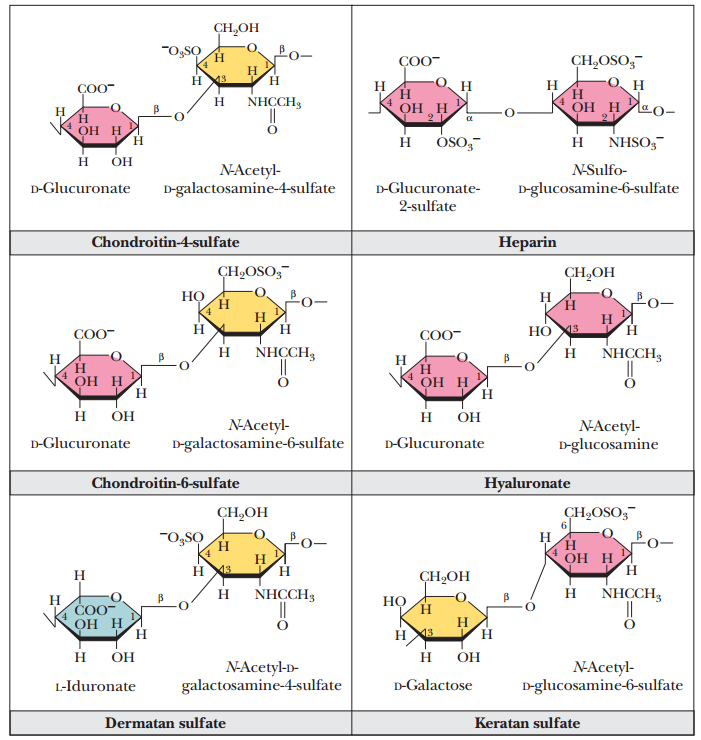 CH₂OH
⁻O₃SO O β O
H 4 H 1
H 3 H
H NHCCH₃
O
COO⁻
H O β O
H 4 OH H 1 H
H OH
D-Glucuronate
N-Acetyl-
D-galactosamine-4-sulfate
Chondroitin-4-sulfate
COO⁻
H O H
H 4 OH H 1 α O
2
H OSO₃⁻
D-Glucuronate-
2-sulfate
CH₂OSO₃⁻
H O H
H 4 OH H 1 α O
2
H NHSO₃⁻
N-Sulfo-
D-glucosamine-6-sulfate
Heparin
CH₂OSO₃⁻
HO O β O
4 H H 1
H H
H NHCCH₃
O
COO⁻
H O β O
H 4 OH H 1 H
H OH
D-Glucuronate
N-Acetyl-
D-galactosamine-6-sulfate
Chondroitin-6-sulfate
CH₂OH
H O β O
H H 1
HO 3 H
H NHCCH₃
O
COO⁻
H O β O
H 4 OH H 1 H
H OH
D-Glucuronate
N-Acetyl-
D-glucosamine
Hyaluronate
CH₂OH
⁻O₃SO O β O
4 H H 1
H 3 H
H NHCCH₃
O
H
H O β O
4 COO⁻
OH H 1 H
H OH
L-Iduronate
N-Acetyl-D-
galactosamine-4-sulfate
Dermatan sulfate
CH₂OSO₃⁻
6
H O β O
4 H OH H 1
H
H NHCCH₃
O
CH₂OH
HO O β O
H H 1
H 3 H
H OH
D-Galactose
N-Acetyl-
D-glucosamine-6-sulfate
Keratan sulfate